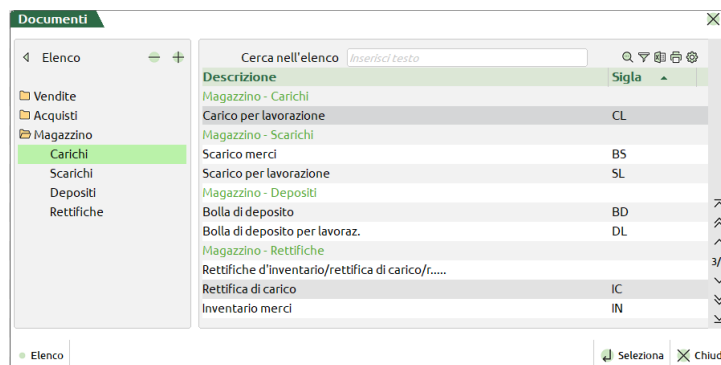 Documenti
Elenco
Cerca nell'elenco Inserisci testo
Descrizione Sigla
Vendite
Acquisti
Magazzino
Carichi
Scarichi
Depositi
Rettifiche
Magazzino - Carichi
Carico per lavorazione CL
Magazzino - Scarichi
Scarico merci BS
Scarico per lavorazione SL
Magazzino - Depositi
Bolla di deposito BD
Bolla di deposito per lavoraz. DL
Magazzino - Rettifiche
Rettifiche d'inventario/rettifica di carico/r.....
Rettifica di carico IC
Inventario merci IN
3/
Elenco
Seleziona
Chiud